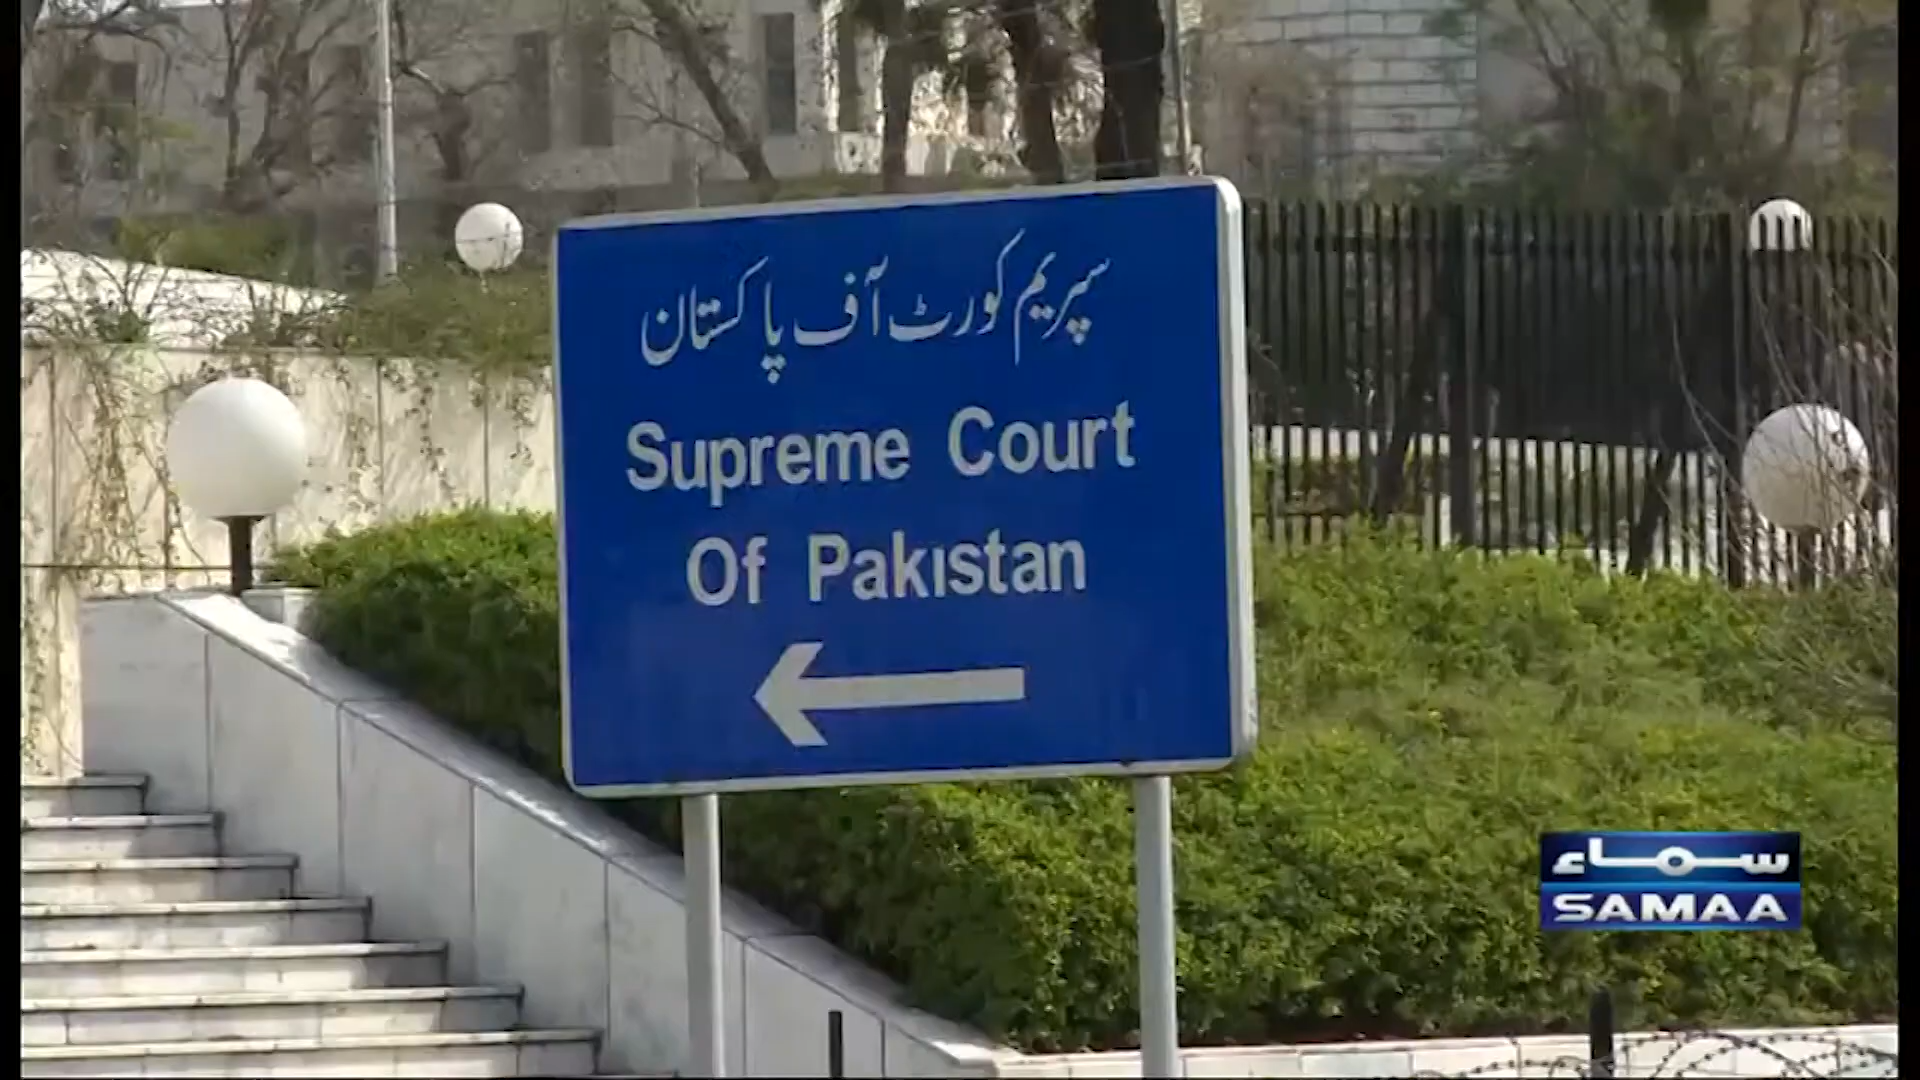 سپریم کورٹ آف پاکستان
Supreme Court
Of Pakistan
سماء
SAMAA